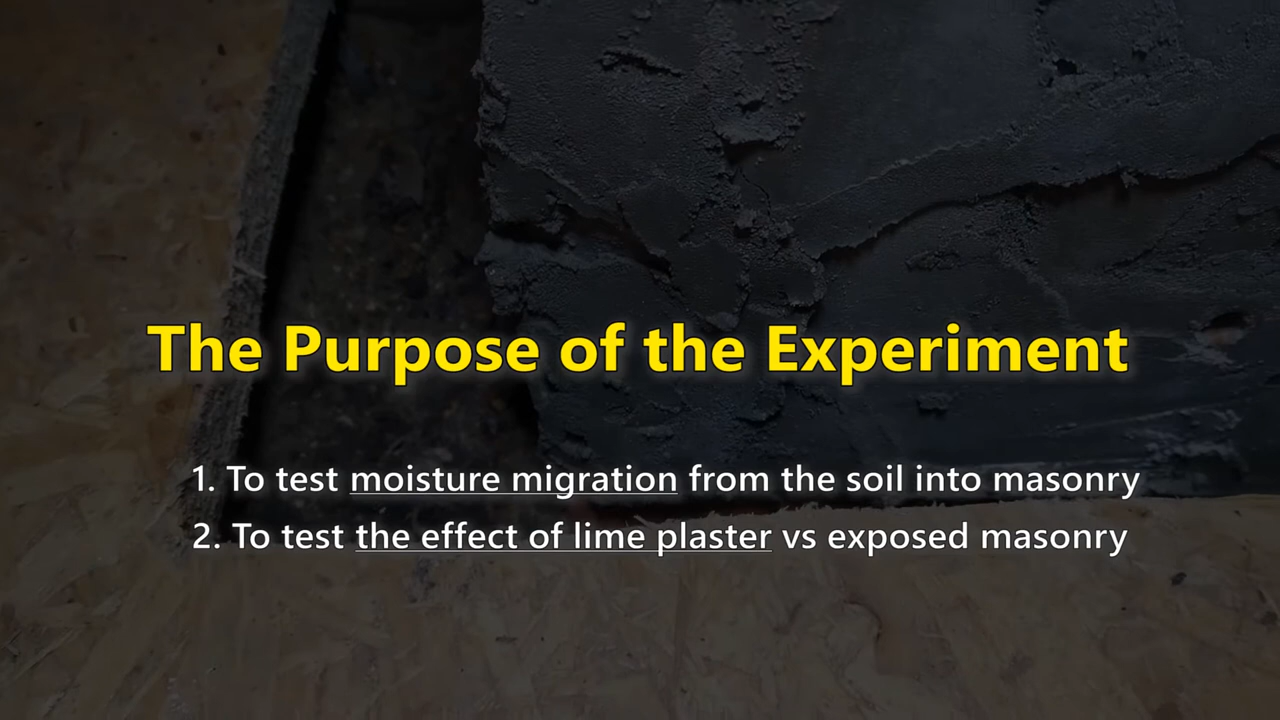 The Purpose of the Experiment
1. To test moisture migration from the soil into masonry
2. To test the effect of lime plaster vs exposed masonry